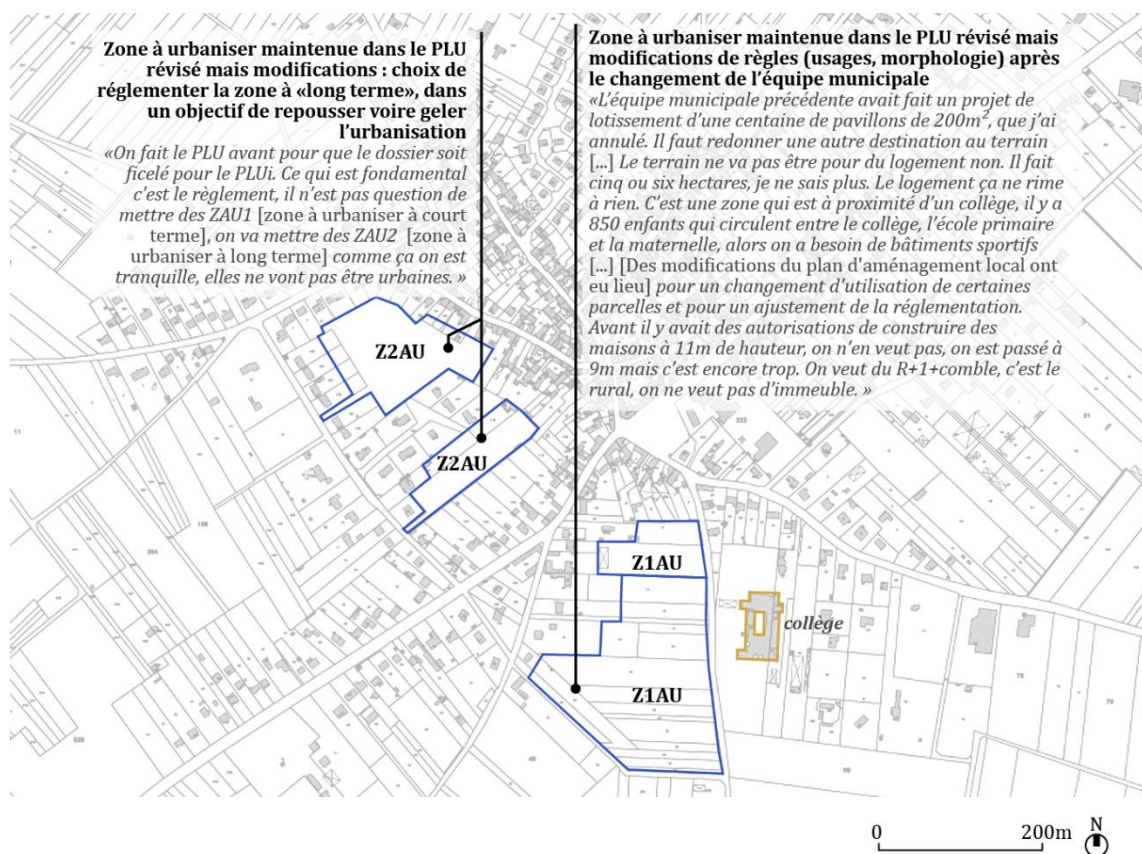 Zone à urbaniser maintenue dans le PLU
révisé mais modifications : choix de
réglementer la zone à «long terme», dans
un objectif de repousser voire geler
l'urbanisation
«On fait le PLU avant pour que le dossier soit
ficelé pour le PLUi. Ce qui est fondamental
c'est le règlement, il n'est pas question de
mettre des ZAU1 [zone à urbaniser à court
terme], on va mettre des ZAU2 [zone à
urbaniser à long terme] comme ça on est
tranquille, elles ne vont pas être urbaines. »
Zone à urbaniser maintenue dans le PLU révisé mais
modifications de règles (usages, morphologie) après
le changement de l'équipe municipale
«L'équipe municipale précédente avait fait un projet de
lotissement d'une centaine de pavillons de 200m², que j'ai
annulé. Il faut redonner une autre destination au terrain
[...] Le terrain ne va pas être pour du logement non. Il fait
cinq ou six hectares, je ne sais plus. Le logement ça ne rime
à rien. C'est une zone qui est à proximité d'un collège, il y a
850 enfants qui circulent entre le collège, l'école primaire
et la maternelle, alors on a besoin de bâtiments sportifs
[...] [Des modifications du plan d'aménagement local ont
eu lieu] pour un changement d'utilisation de certaines
parcelles et pour un ajustement de la réglementation.
Avant il y avait des autorisations de construire des
maisons à 11m de hauteur, on n'en veut pas, on est passé à
9m mais c'est encore trop. On veut du R+1+comble, c'est le
rural, on ne veut pas d'immeuble. »
Z2AU
Z2AU
Z1AU
collège
Z1AU
0 200m N